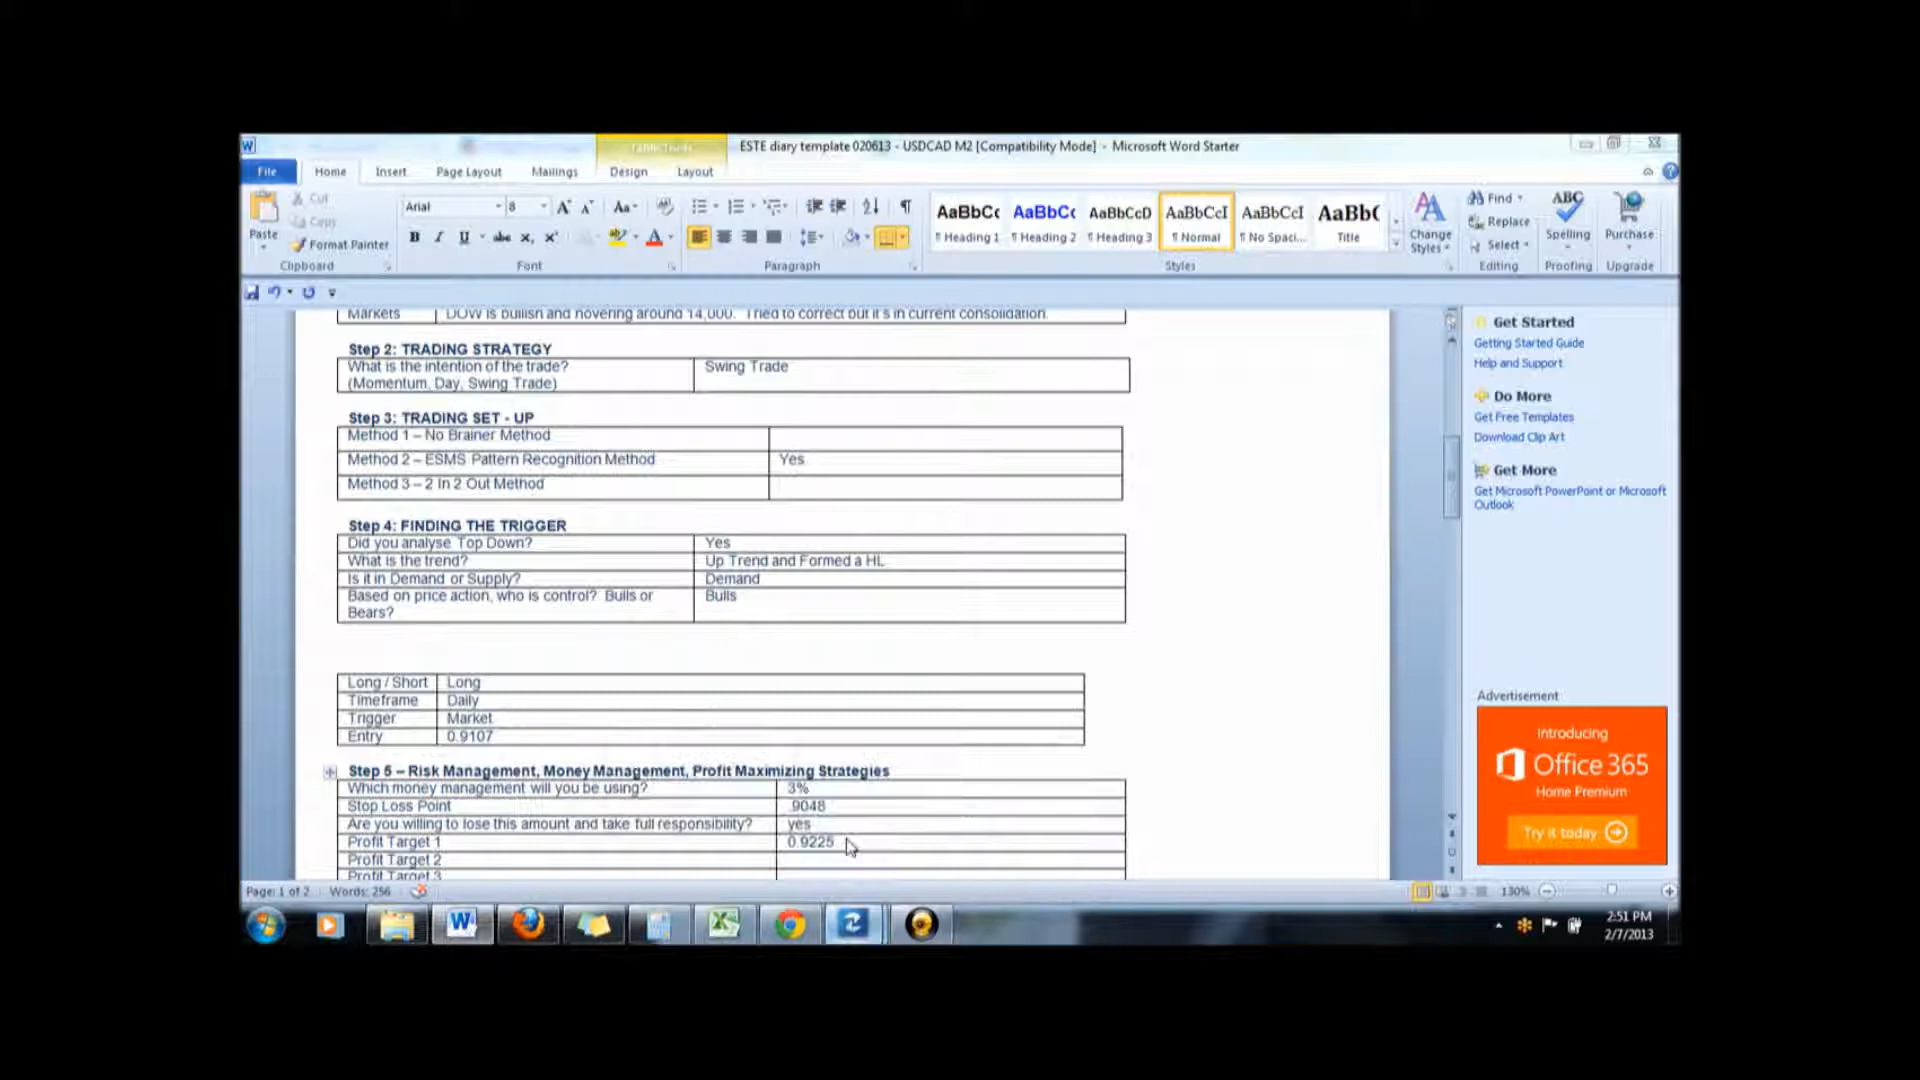 ESTE diary template 020613 - USDCAD M2 [Compatibility Mode] - Microsoft Word Starter
File Home Insert Page Layout Mailings Design Layout
Cut
Copy
Paste
Format Painter
Clipboard
Arial 8
Font
Paragraph
AaBbCc AaBbCc AaBbCcD AaBbCcI AaBbCcI AaBb(
Heading 1 Heading 2 Heading 3 Normal No Spaci... Title
Styles
Change Styles
Find
Replace
Select
Editing
Spelling
Proofing
Purchase
Upgrade
Markets DOW is bullish and hovering around 14,000. Tried to correct but it's in current consolidation.
Step 2: TRADING STRATEGY
What is the intention of the trade? Swing Trade
(Momentum, Day, Swing Trade)
Step 3: TRADING SET - UP
Method 1 – No Brainer Method
Method 2 – ESMS Pattern Recognition Method Yes
Method 3 – 2 In 2 Out Method
Step 4: FINDING THE TRIGGER
Did you analyse Top Down? Yes
What is the trend? Up Trend and Formed a HL
Is it in Demand or Supply? Demand
Based on price action, who is control? Bulls or Bulls
Bears?
Long / Short Long
Timeframe Daily
Trigger Market
Entry 0.9107
Step 5 – Risk Management, Money Management, Profit Maximizing Strategies
Which money management will you be using? 3%
Stop Loss Point .9048
Are you willing to lose this amount and take full responsibility? yes
Profit Target 1 0.9225
Profit Target 2
Profit Target 3
Get Started
Getting Started Guide
Help and Support
Do More
Get Free Templates
Download Clip Art
Get More
Get Microsoft PowerPoint or Microsoft
Outlook
Advertisement
Introducing
Office 365
Home Premium
Try it today
Page: 1 of 2 Words: 256 130%
2:51 PM
2/7/2013